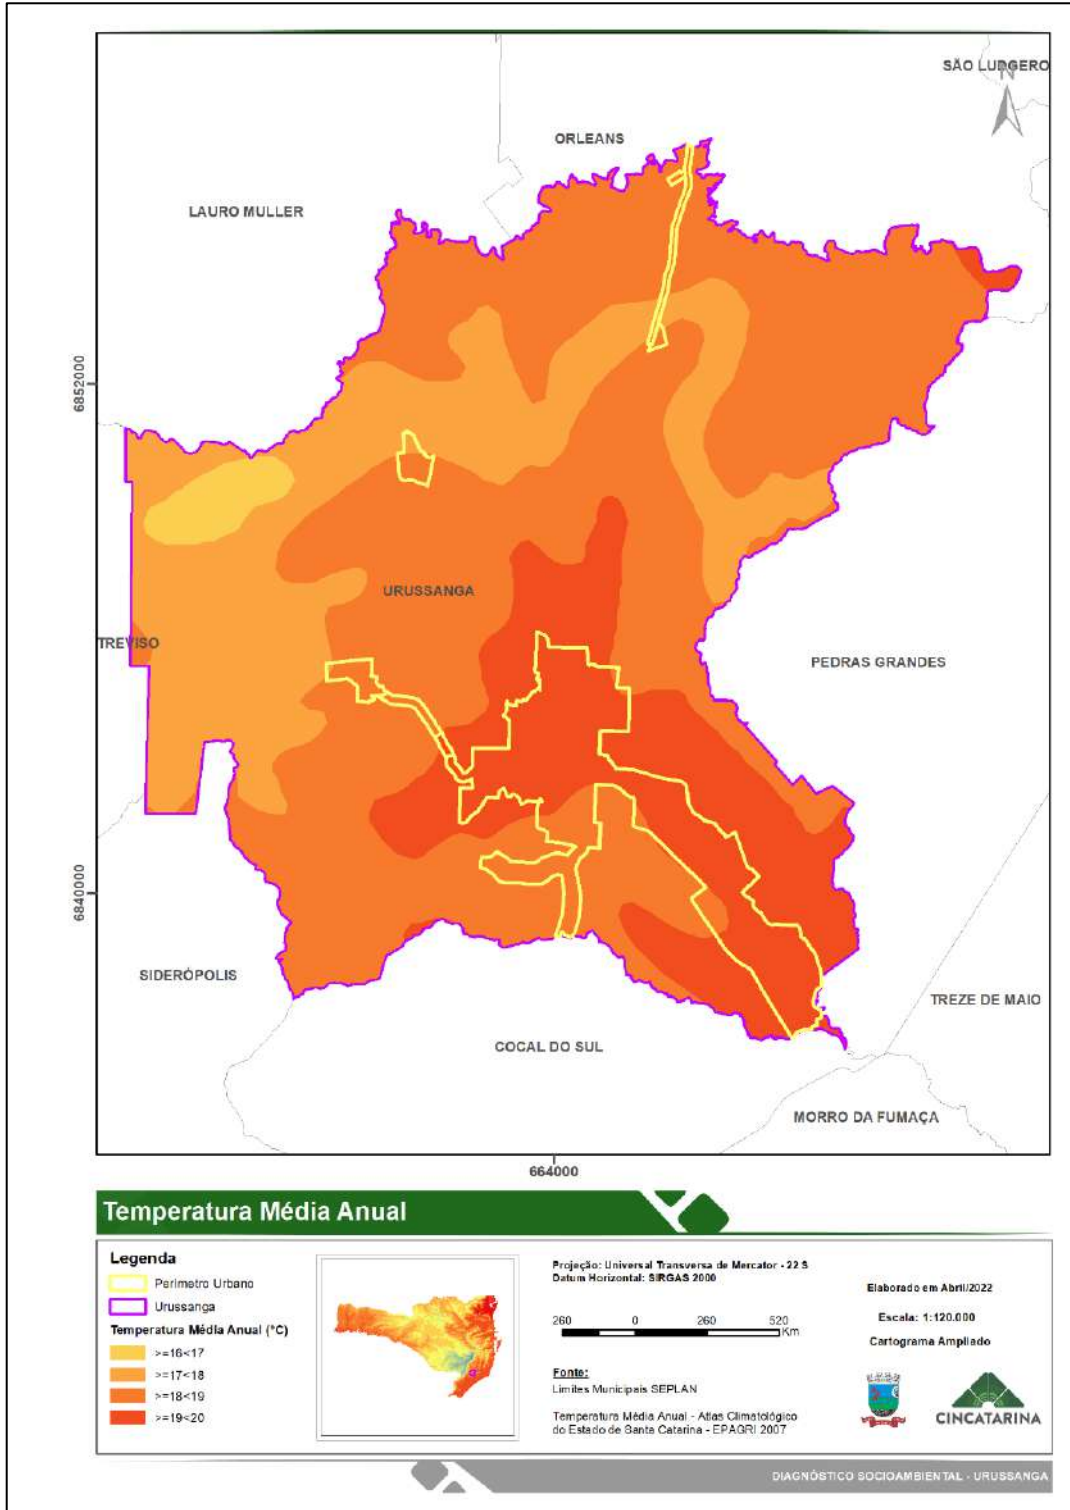 SÃO LUDGERO
N
ORLEANS
LAURO MULLER
6852000
URUSSANGA
TREVISO
PEDRAS GRANDES
6840000
SIDERÓPOLIS
TREZE DE MAIO
COCAL DO SUL
MORRO DA FUMAÇA
664000
Temperatura Média Anual
Legenda
Perímetro Urbano
Urussanga
Temperatura Média Anual (°C)
>=16<17
>=17<18
>=18<19
>=19<20
Projeção: Universal Transversa de Mercator - 22 S
Datum Horizontal: SIRGAS 2000
260 0 260 520
Km
Fonte:
Limites Municipais SEPLAN
Temperatura Média Anual - Atlas Climatológico
do Estado de Santa Catarina - EPAGRI 2007
Elaborado em Abril/2022
Escala: 1:120.000
Cartograma Ampliado
CINCATARINA
DIAGNÓSTICO SOCIOAMBIENTAL - URUSSANGA